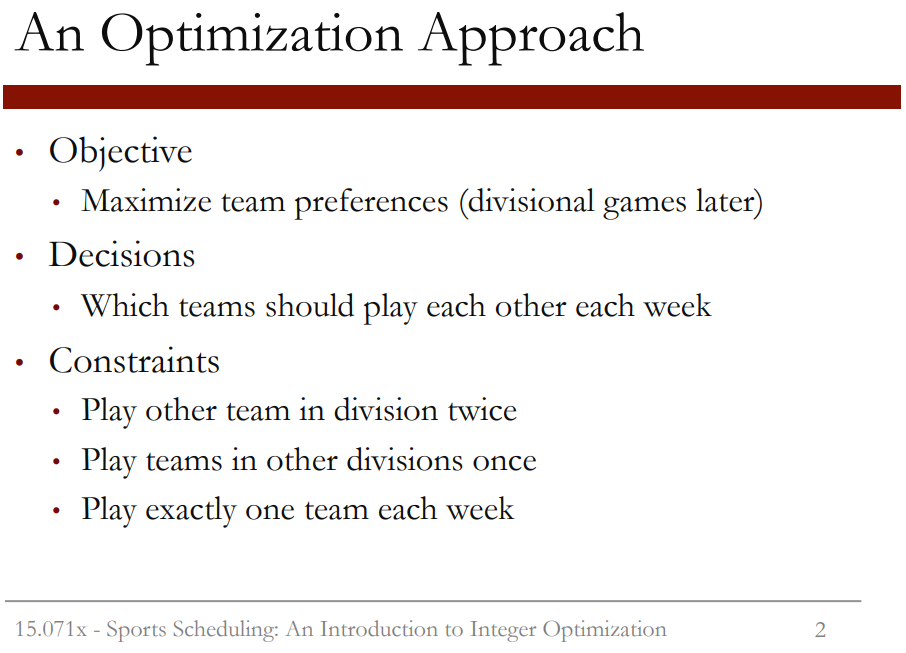 An Optimization Approach
• Objective
• Maximize team preferences (divisional games later)
• Decisions
• Which teams should play each other each week
• Constraints
• Play other team in division twice
• Play teams in other divisions once
• Play exactly one team each week
15.071x - Sports Scheduling: An Introduction to Integer Optimization 2